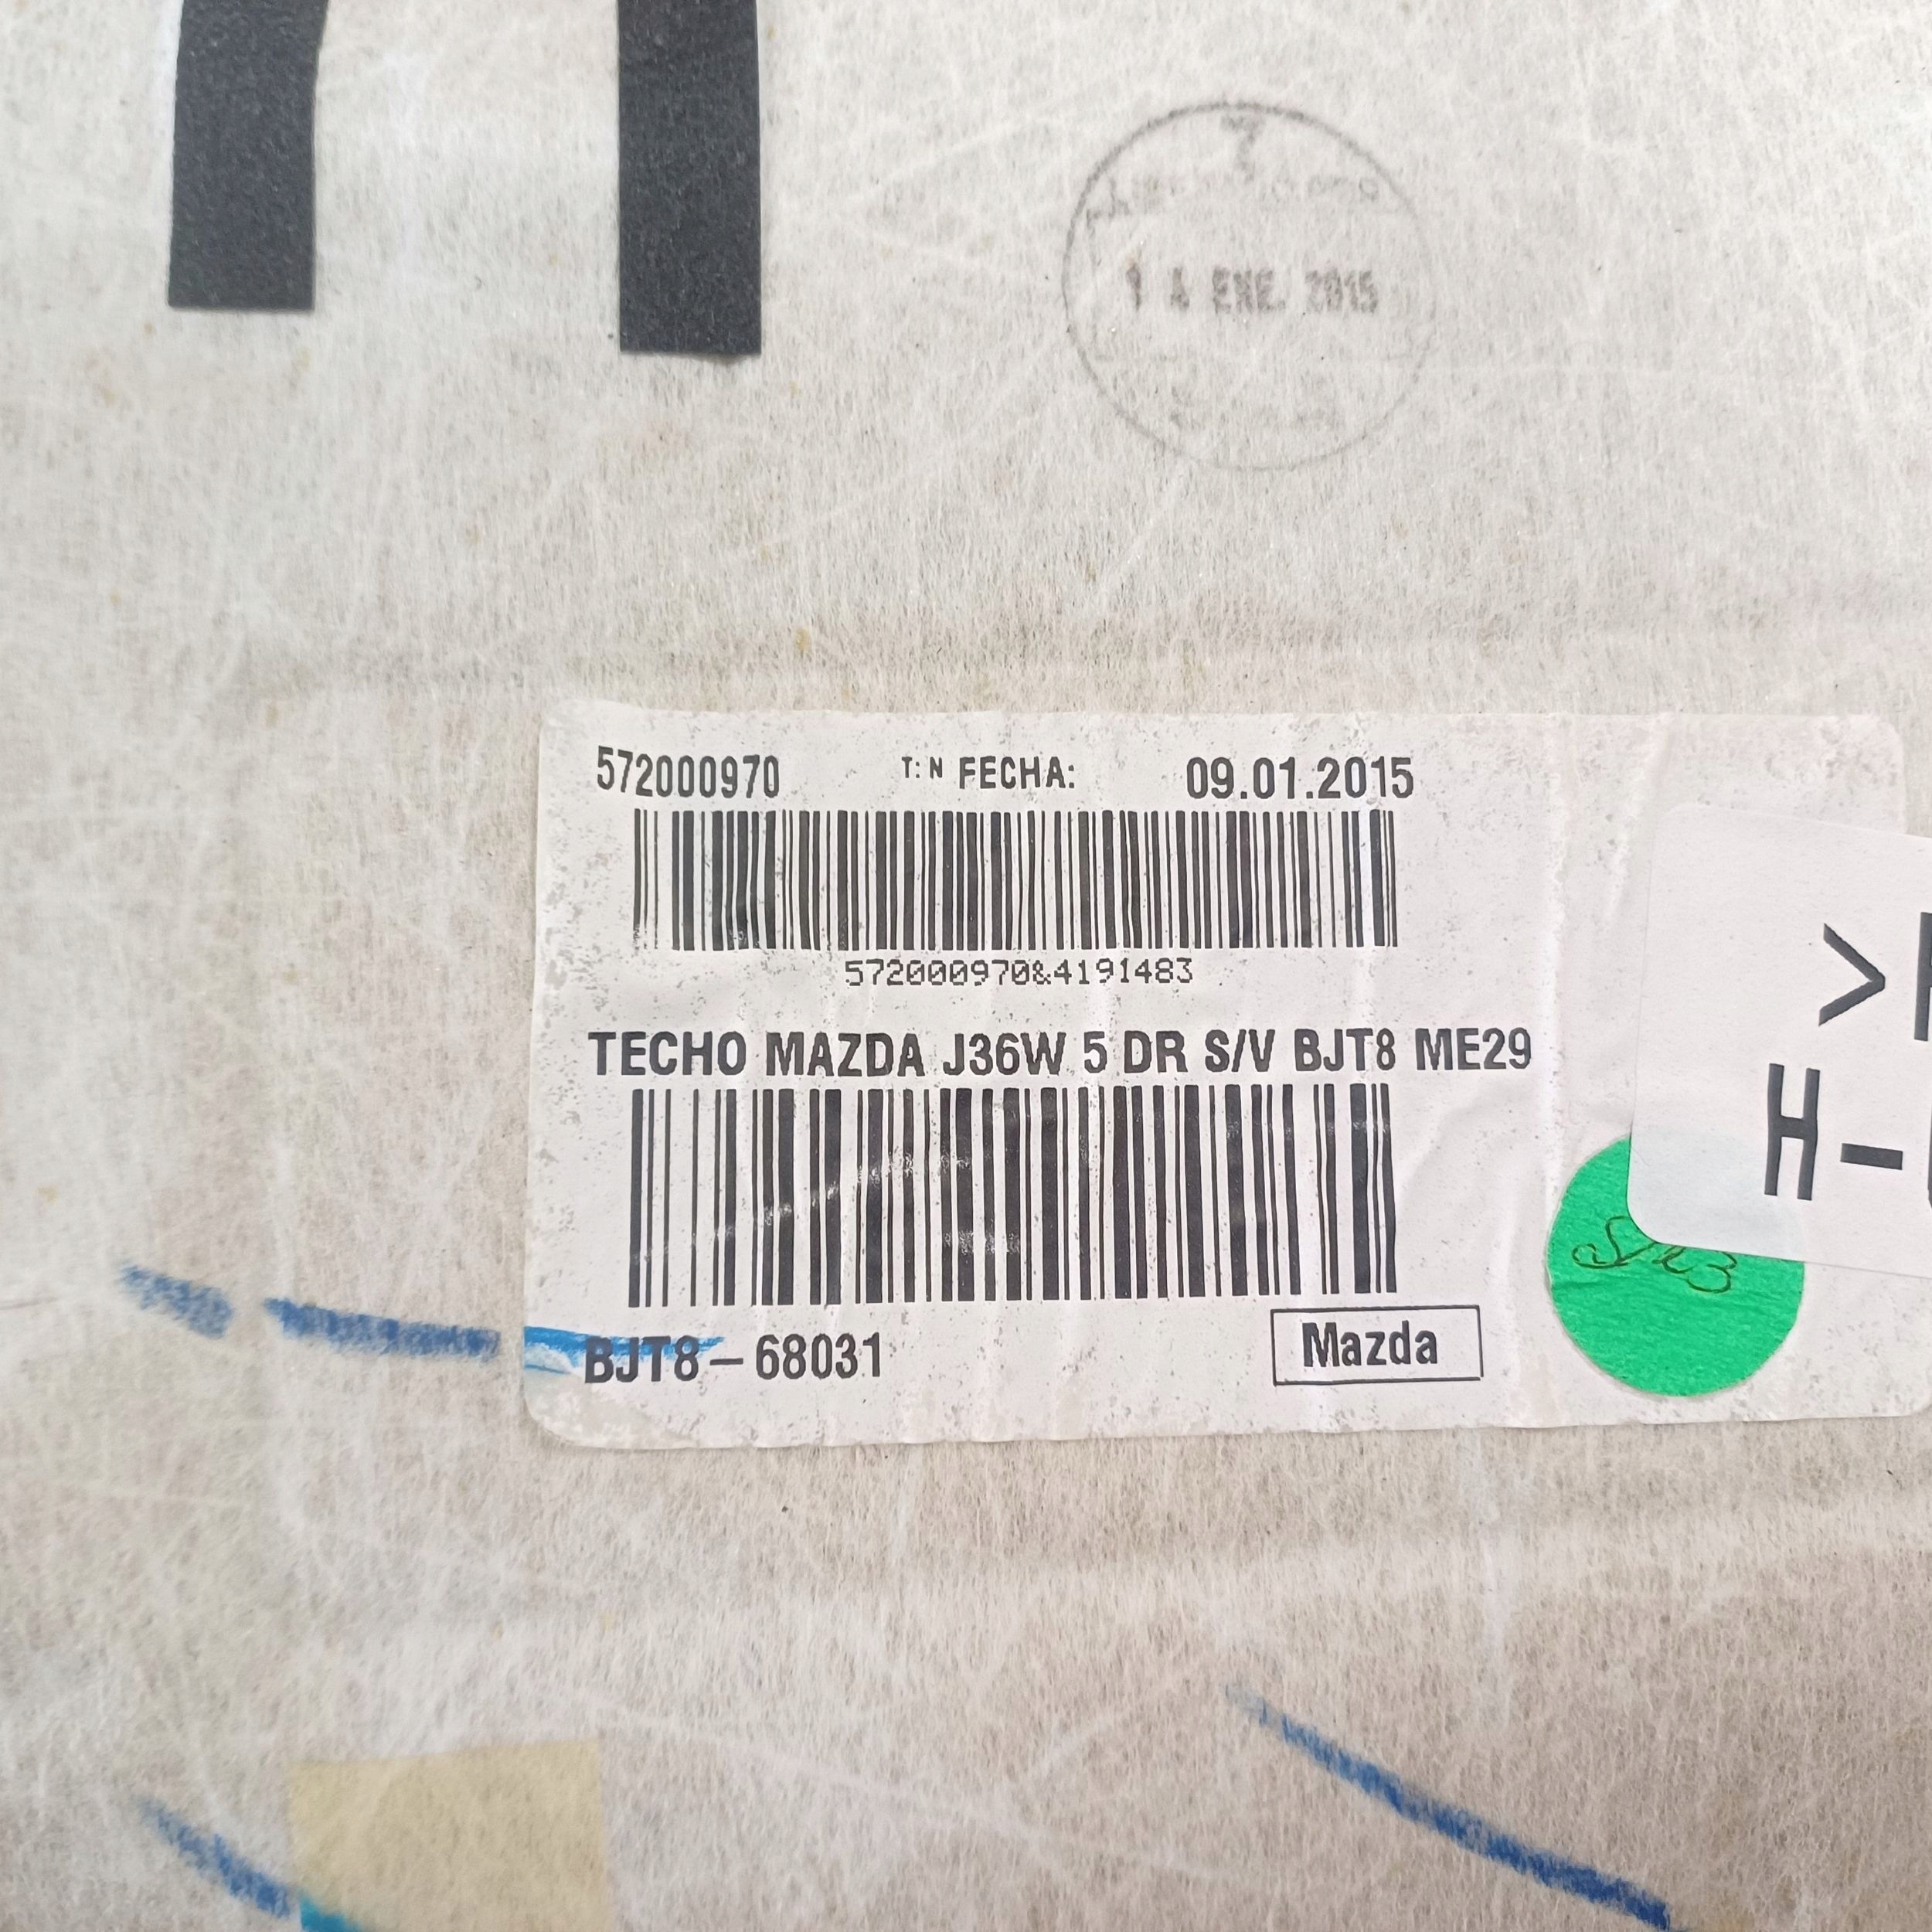 1 4 ENE. 2015
572000970 T: N FECHA: 09.01.2015
572000970&4191483
TECHO MAZDA J36W 5 DR S/V BJT8 ME29
BJT8-68031 Mazda
>
H-